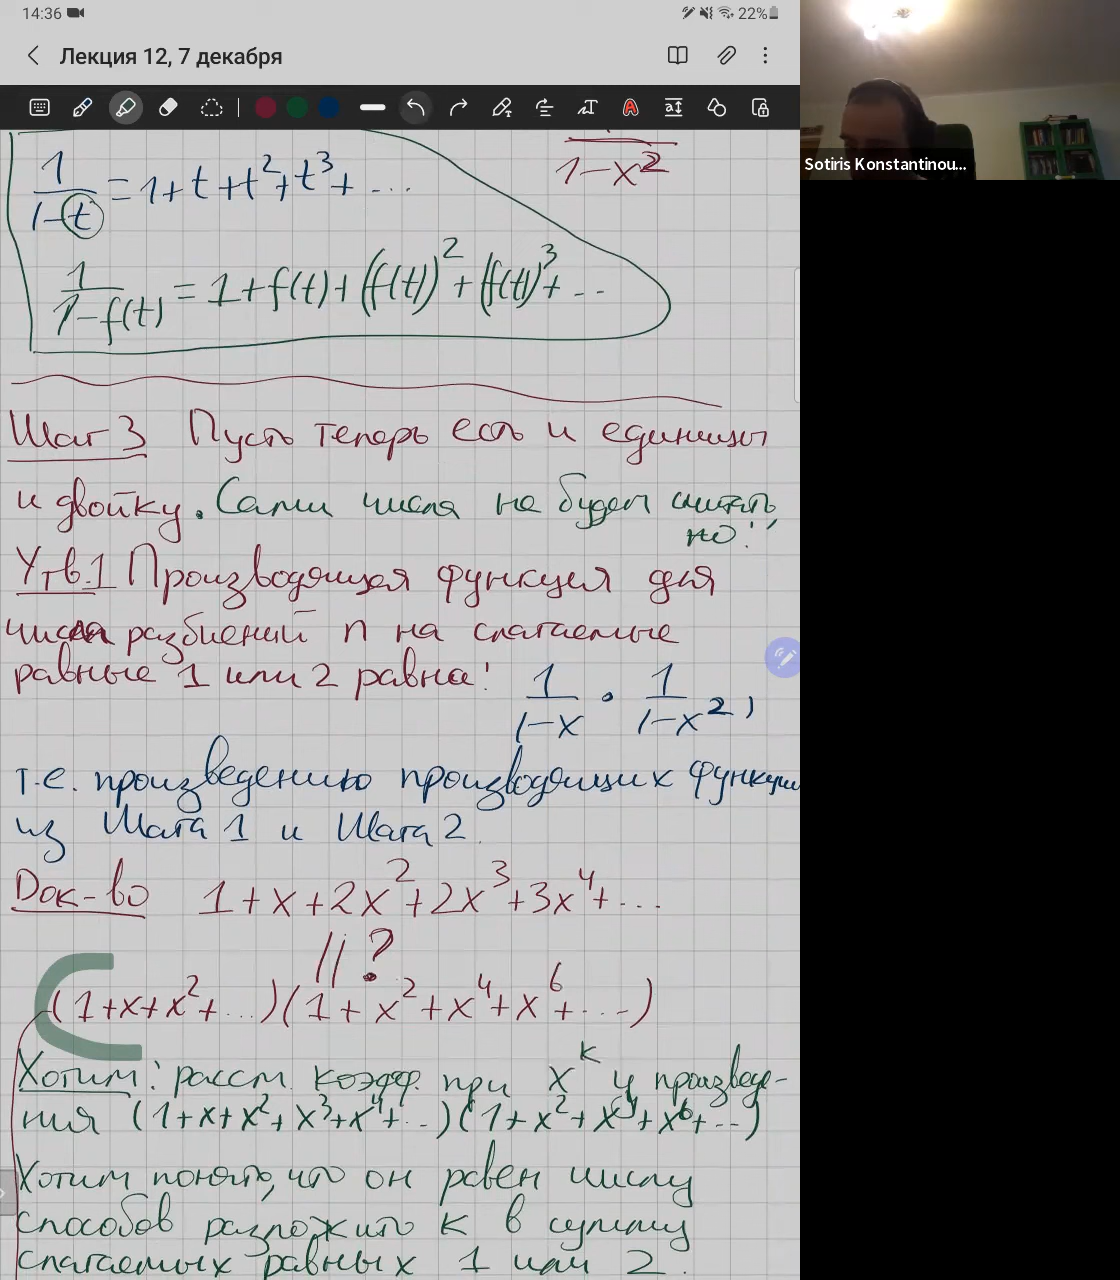 14:36 22%
Лекция 12, 7 декабря
Sotiris Konstantinou...
1/(1-t) = 1+t+t²+t³+...
1-x²
1/(1-f(t)) = 1+f(t)+(f(t))²+(f(t))³+...
Шаг 3 Пусть теперь есть и единицы
и двойку. Сами числа не будем считать,
но!
Утв.1 Производящая функция для
числа разбиений n на слагаемые
равные 1 или 2 равна: 1/(1-x) · 1/(1-x²),
т.е. произведению производящих функций
из Шага 1 и Шага 2.
Док-во 1+x+2x²+2x³+3x⁴+...
|| ?
(1+x+x²+...)(1+x²+x⁴+x⁶+...)
Хотим: рассм. коэфф. при x^k у произведе-
ния (1+x+x²+x³+x⁴+...)(1+x²+x⁴+x⁶+...)
Хотим понять, что он равен числу
способов разложить k в сумму
слагаемых равных 1 или 2.